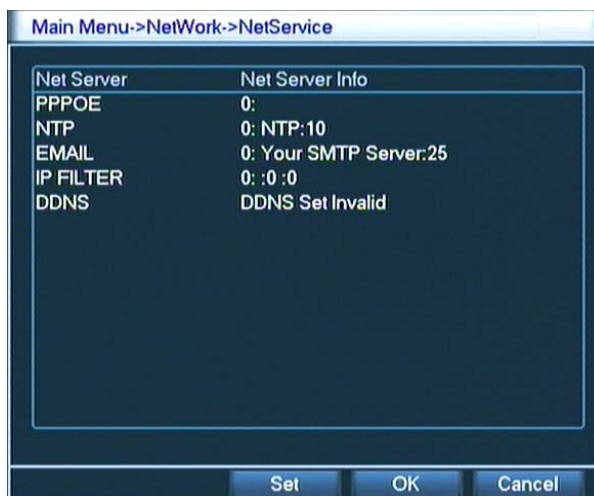 Main Menu->NetWork->NetService
Net Server Net Server Info
PPPOE 0:
NTP 0: NTP:10
EMAIL 0: Your SMTP Server:25
IP FILTER 0: :0 :0
DDNS DDNS Set Invalid
Set OK Cancel